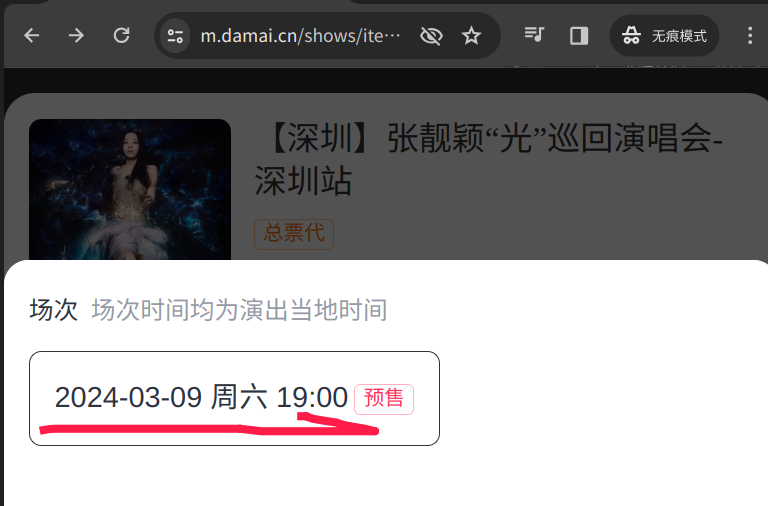 m.damai.cn/shows/ite…
无痕模式
【深圳】张靓颖“光”巡回演唱会-
深圳站
总票代
场次 场次时间均为演出当地时间
2024-03-09 周六 19:00 预售